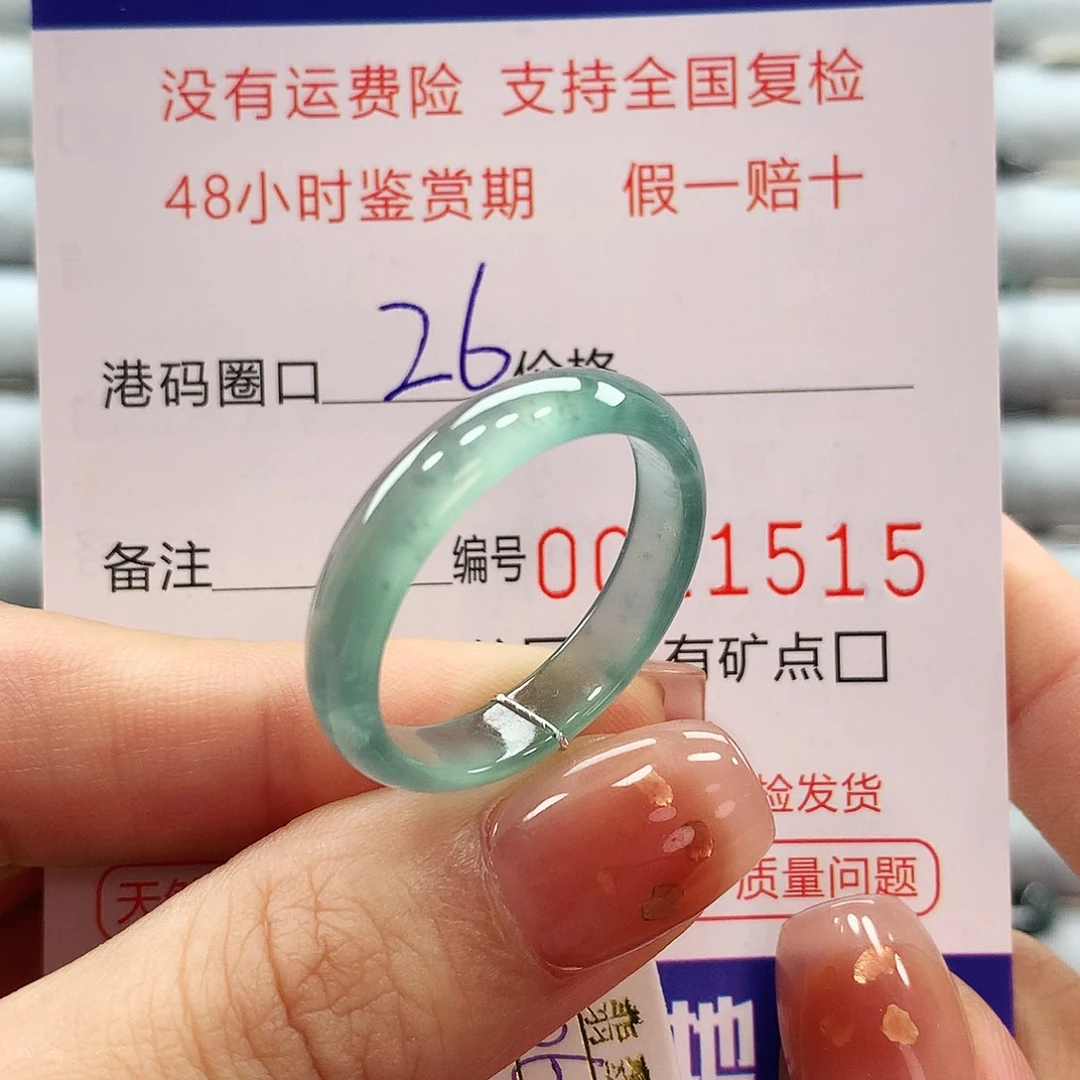 没有运费险 支持全国复检
48小时鉴赏期 假一赔十
港码圈口 26 价格
备注 编号 0011515
有矿点□
检发货
质量问题